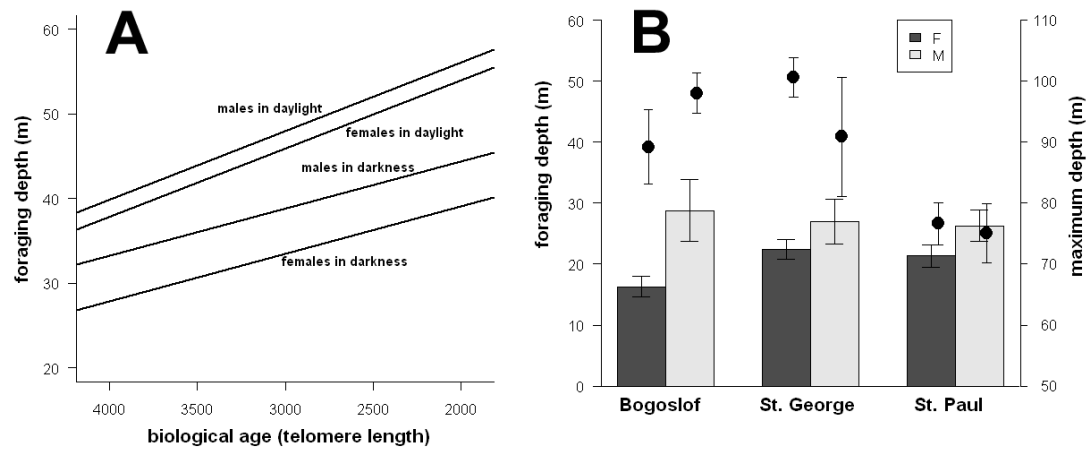 A
60
50
40
30
20
foraging depth (m)
males in daylight
females in daylight
males in darkness
females in darkness
4000 3500 3000 2500 2000
biological age (telomere length)
B
60
50
40
30
20
10
0
foraging depth (m)
F
M
110
100
90
80
70
60
50
maximum depth (m)
Bogoslof St. George St. Paul